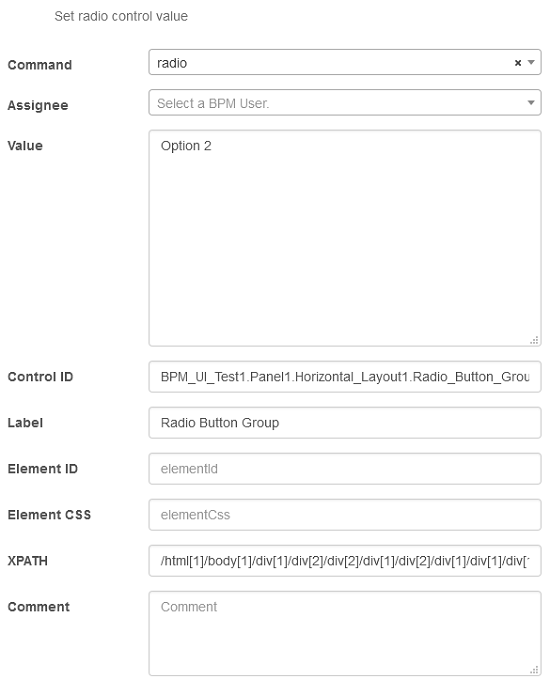 Set radio control value
Command radio ×
Assignee Select a BPM User.
Value Option 2
Control ID BPM_UI_Test1.Panel1.Horizontal_Layout1.Radio_Button_Grou
Label Radio Button Group
Element ID elementId
Element CSS elementCss
XPATH /html[1]/body[1]/div[1]/div[2]/div[2]/div[1]/div[2]/div[1]/div[1]/div[1
Comment Comment